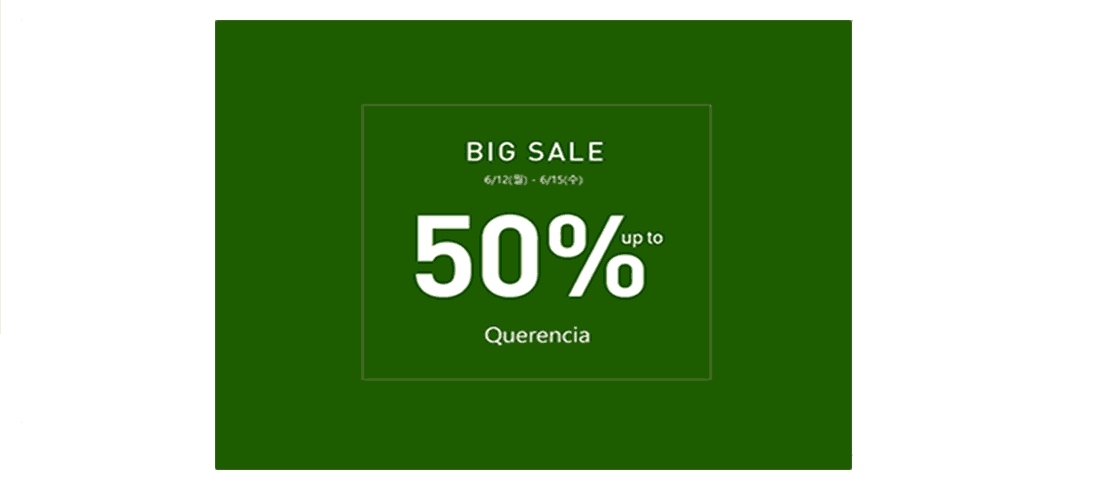 BIG SALE
6/12(월) - 6/15(수)
50% up to
Querencia